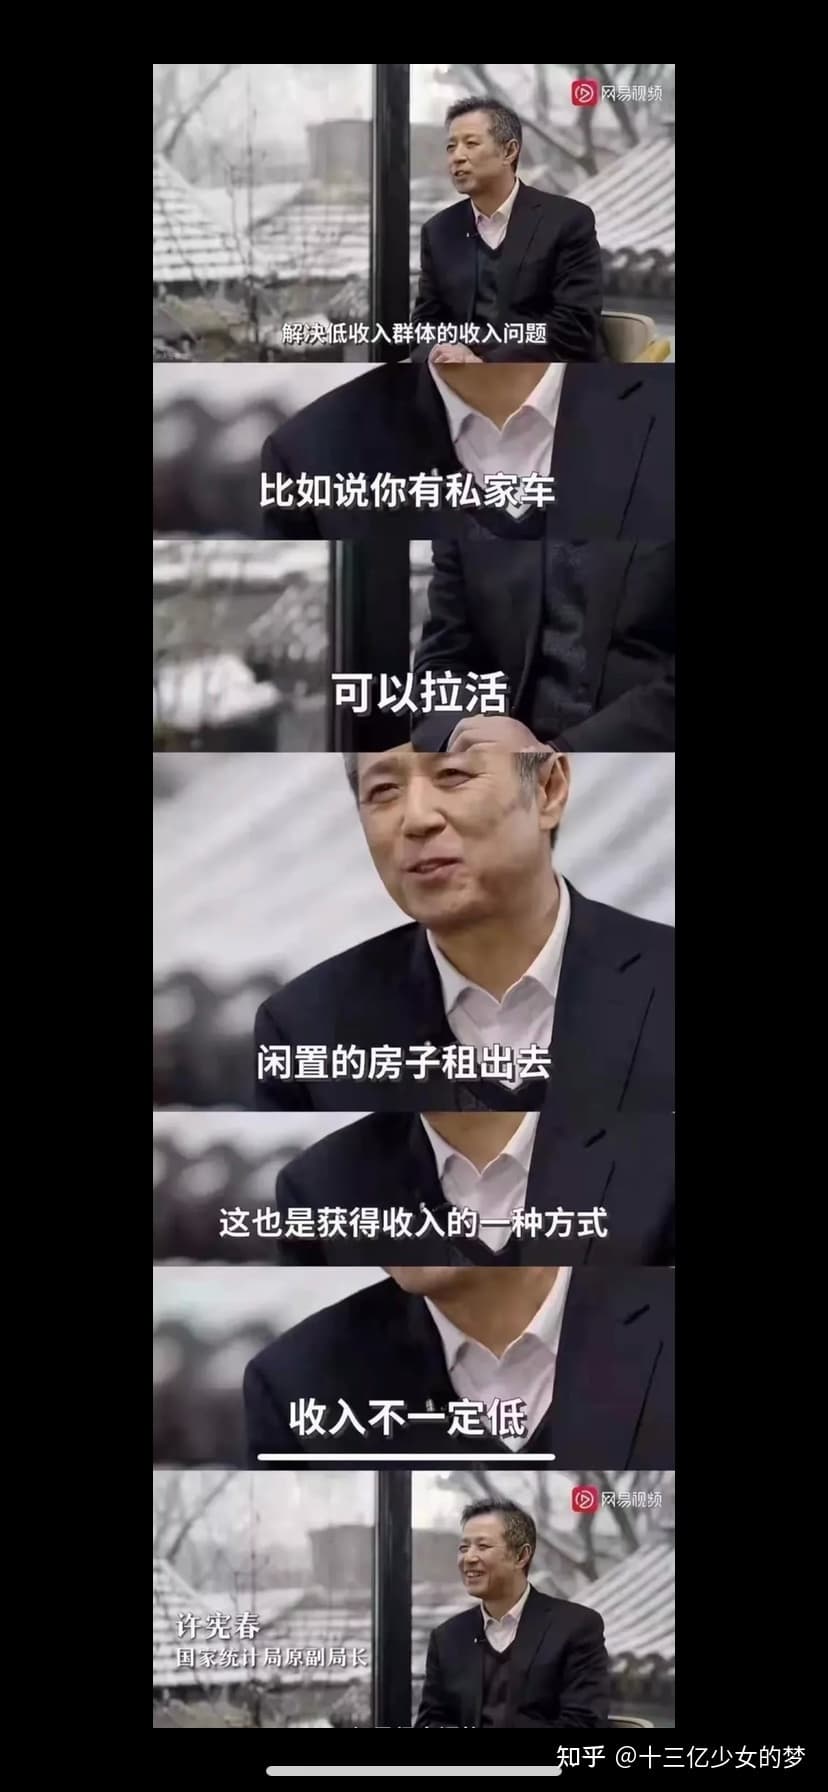 网易视频
解决低收入群体的收入问题
比如说你有私家车
可以拉活
闲置的房子租出去
这也是获得收入的一种方式
收入不一定低
网易视频
许宪春
国家统计局原副局长
知乎 @十三亿少女的梦